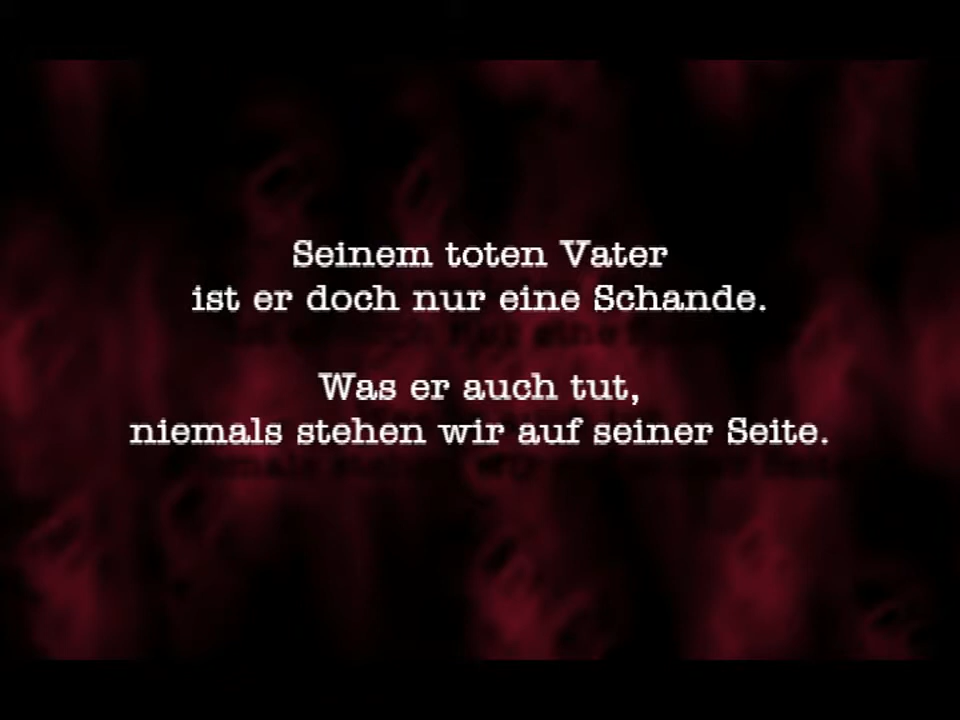 Seinem toten Vater
ist er doch nur eine Schande.
Was er auch tut,
niemals stehen wir auf seiner Seite.